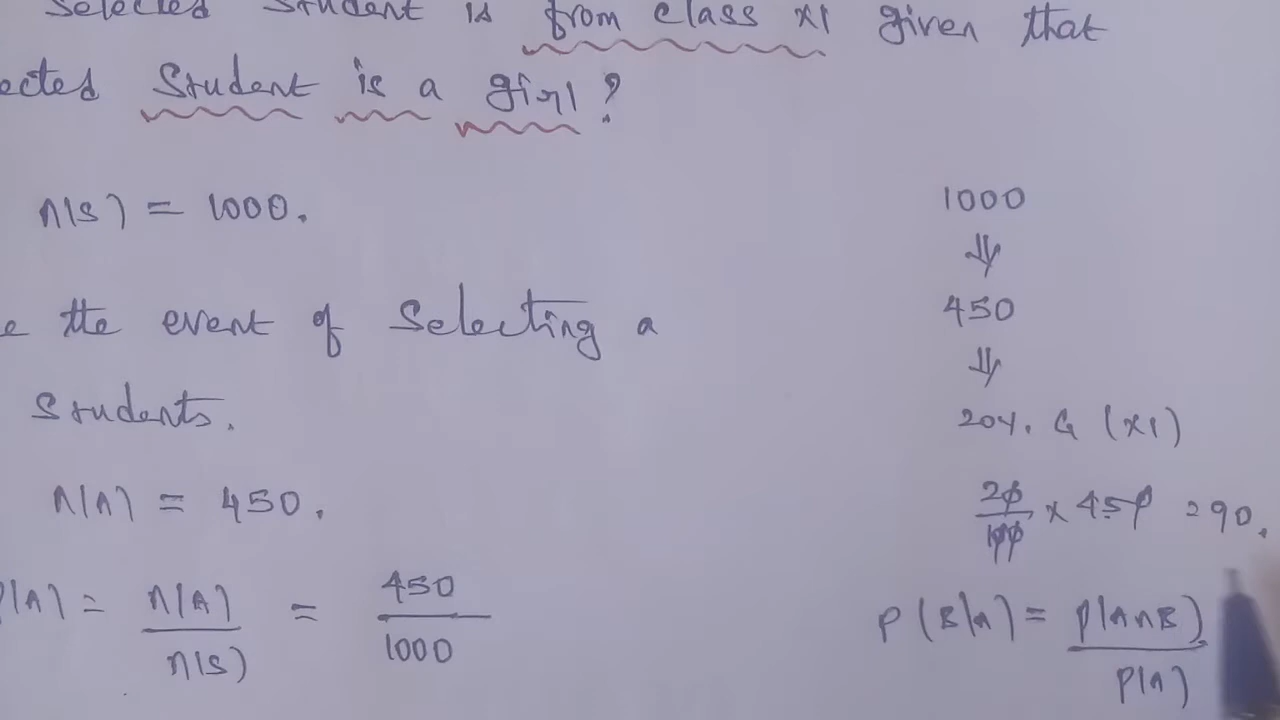 Selected Student is from class XI given that
ected Student is a girl?
n(S) = 1000.
e the event of Selecting a
Students.
n(A) = 450.
P(A) = n(A) / n(S) = 450 / 1000
1000
⇓
450
⇓
20%. G (XI)
20/100 × 450 = 90.
P(B|A) = P(A∩B) / P(A)